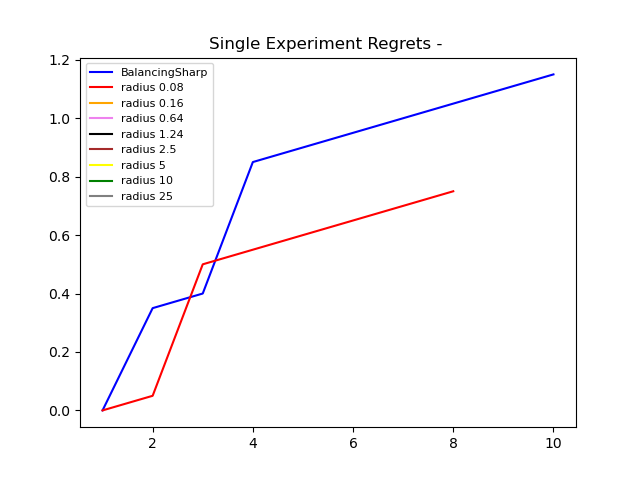 Single Experiment Regrets -
BalancingSharp
radius 0.08
radius 0.16
radius 0.64
radius 1.24
radius 2.5
radius 5
radius 10
radius 25
1.2
1.0
0.8
0.6
0.4
0.2
0.0
2 4 6 8 10